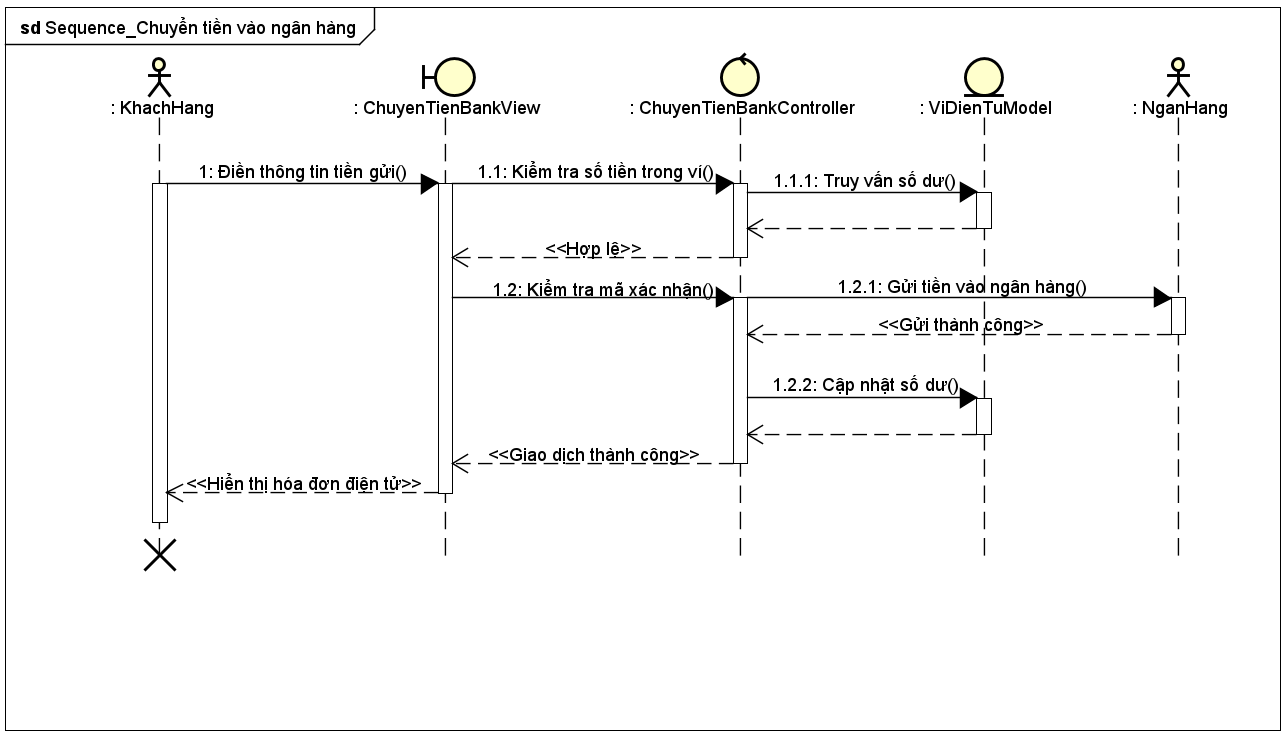 sd Sequence_Chuyển tiền vào ngân hàng
: KhachHang
: ChuyenTienBankView
: ChuyenTienBankController
: ViDienTuModel
: NganHang
1: Điền thông tin tiền gửi()
1.1: Kiểm tra số tiền trong ví()
1.1.1: Truy vấn số dư()
<<Hợp lệ>>
1.2: Kiểm tra mã xác nhận()
1.2.1: Gửi tiền vào ngân hàng()
<<Gửi thành công>>
1.2.2: Cập nhật số dư()
<<Giao dịch thành công>>
<<Hiển thị hóa đơn điện tử>>